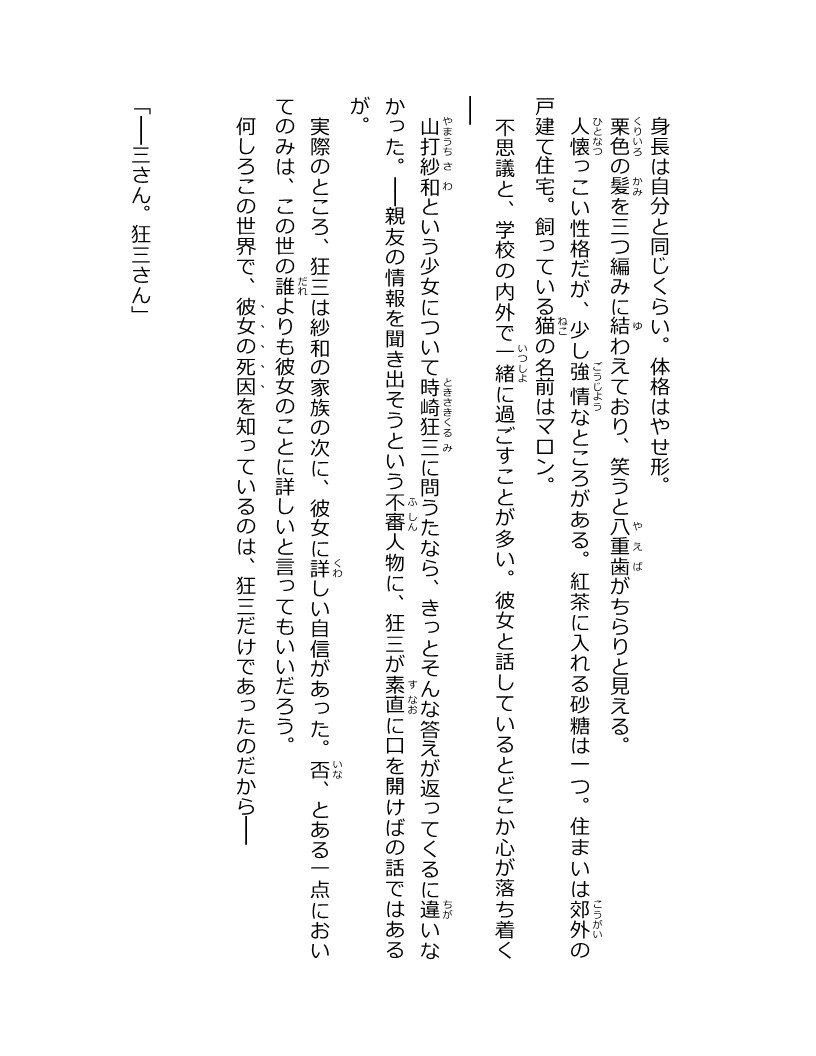 身長は自分と同じくらい。体格はやせ形。
栗色の髪を三つ編みに結わえており、笑うと八重歯がちらりと見える。
人懐っこい性格だが、少し強情なところがある。紅茶に入れる砂糖は一つ。住まいは郊外の
戸建て住宅。飼っている猫の名前はマロン。
不思議と、学校の内外で一緒に過ごすことが多い。彼女と話しているとどこか心が落ち着く
――
山打紗和という少女について時崎狂三に問うたなら、きっとそんな答えが返ってくるに違いな
かった。――親友の情報を聞き出そうという不審人物に、狂三が素直に口を開けばの話ではある
が。
実際のところ、狂三は紗和の家族の次に、彼女に詳しい自信があった。否、とある一点におい
てのみは、この世の誰よりも彼女のことに詳しいと言ってもいいだろう。
何しろこの世界で、彼女の死因を知っているのは、狂三だけであったのだから――
「――三さん。狂三さん」